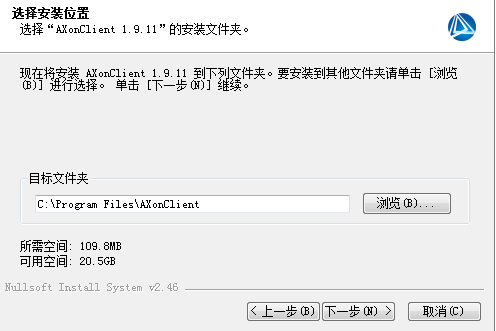 选择安装位置
选择“AXonClient 1.9.11”的安装文件夹。
现在将安装 AXonClient 1.9.11 到下列文件夹。要安装到其他文件夹请单击 [浏览
(B)] 进行选择。 单击 [下一步(N)] 继续。
目标文件夹
C:\Program Files\AXonClient
浏览(B)...
所需空间: 109.8MB
可用空间: 20.5GB
Nullsoft Install System v2.46
< 上一步(B) 下一步(N) > 取消(C)